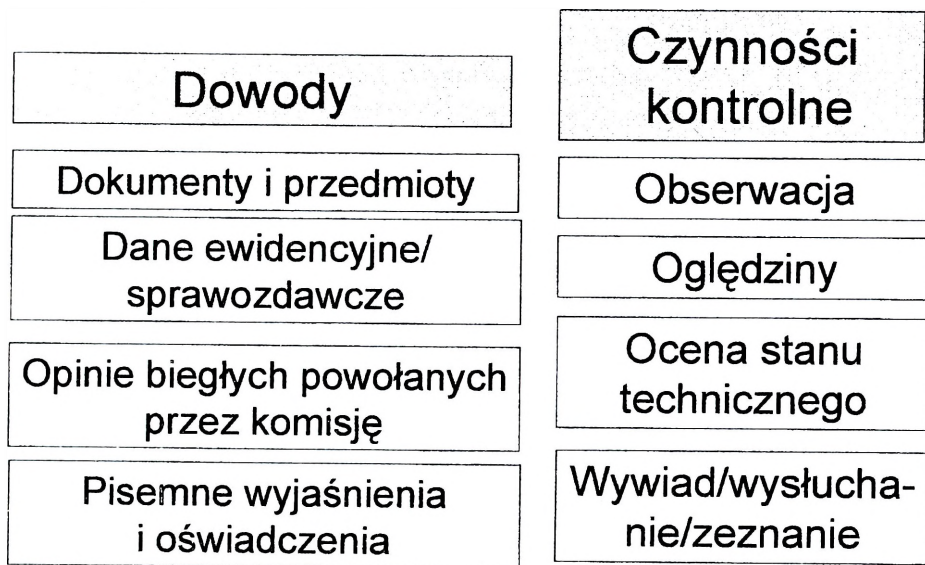 Dowody
Dokumenty i przedmioty
Dane ewidencyjne/
sprawozdawcze
Opinie biegłych powołanych
przez komisję
Pisemne wyjaśnienia
i oświadczenia
Czynności
kontrolne
Obserwacja
Oględziny
Ocena stanu
technicznego
Wywiad/wysłucha-
nie/zeznanie